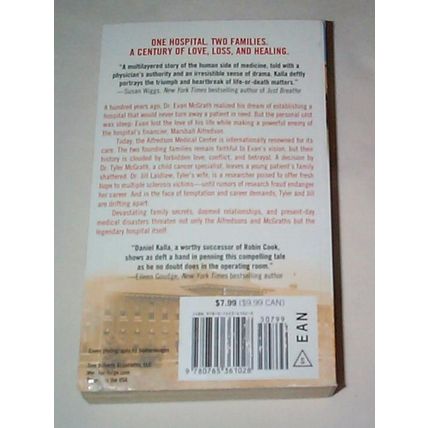 ONE HOSPITAL. TWO FAMILIES.
A CENTURY OF LOVE, LOSS, AND HEALING.
"A multilayered story of the human side of medicine, told with a
physician's authority and an irresistible sense of drama. Kalla deftly
portrays the triumph and heartbreak of life-or-death matters."
—Susan Wiggs, New York Times bestselling author of Just Breathe
A hundred years ago, Dr. Evan McGrath realized his dream of establishing a
hospital that would never turn away a patient in need. But the personal cost
was steep: Evan lost the love of his life while making a powerful enemy of
the hospital's financier, Marshall Alfredson.
Today, the Alfredson Medical Center is internationally renowned for its
care. The two founding families remain faithful to Evan's vision, but their
history is clouded by forbidden love, conflict, and betrayal. A decision by
Dr. Tyler McGrath, a child cancer specialist, leaves a young patient's family
shattered. Dr. Jill Laidlaw, Tyler's wife, is a researcher poised to offer fresh
hope to multiple sclerosis victims—until rumors of research fraud endanger
her career. And in the face of temptation and career demands, Tyler and Jill
are drifting apart.
Devastating family secrets, doomed relationships, and present-day
medical disasters threaten not only the Alfredsons and McGraths but the
legendary hospital itself.
"Daniel Kalla, a worthy successor of Robin Cook,
shows as deft a hand in penning this compelling tale
as he no doubt does in the operating room."
—Eileen Goudge, New York Times bestselling author
$7.99 ($9.99 CAN)
50799
EAN
S
9 780765 361028